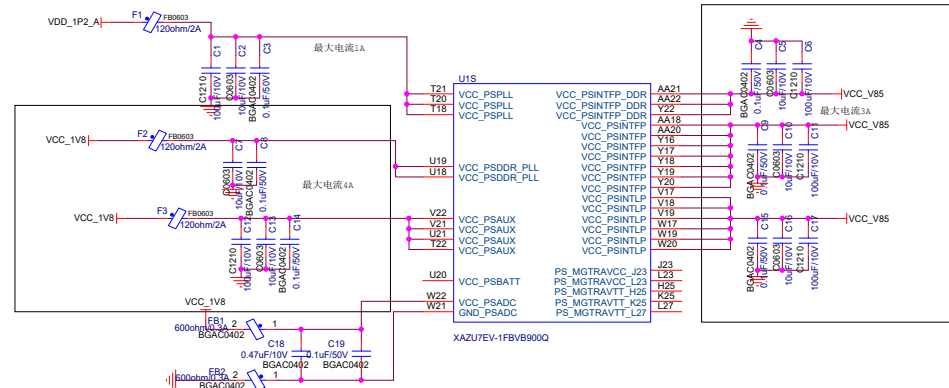 VDD_1P2_A
F1
FB0603
120ohm/2A
C1
C2
C3
最大电流1A
C1210
100uF/10V
C0603
10uF/10V
BGAC0402
0.1uF/50V
VCC_1V8
F2
FB0603
120ohm/2A
C7
C8
C0603
10uF/10V
BGAC0402
0.1uF/50V
最大电流4A
VCC_1V8
F3
FB0603
120ohm/2A
C12
C13
C14
C1210
100uF/10V
C0603
10uF/10V
BGAC0402
0.1uF/50V
VCC_1V8
FB1
600ohm/0.3A
2
1
BGAC0402
C18
0.47uF/10V
BGAC0402
C19
0.1uF/50V
BGAC0402
FB2
600ohm/0.3A
2
1
BGAC0402
U1S
T21 VCC_PSPLL
T20 VCC_PSPLL
T18 VCC_PSPLL
U19 VCC_PSDDR_PLL
U18 VCC_PSDDR_PLL
V22 VCC_PSAUX
V21 VCC_PSAUX
U21 VCC_PSAUX
T22 VCC_PSAUX
U20 VCC_PSBATT
W22 VCC_PSADC
W21 GND_PSADC
VCC_PSINTFP_DDR AA21
VCC_PSINTFP_DDR AA22
VCC_PSINTFP_DDR Y22
VCC_PSINTFP AA18
VCC_PSINTFP AA20
VCC_PSINTFP Y16
VCC_PSINTFP Y17
VCC_PSINTFP Y18
VCC_PSINTFP Y19
VCC_PSINTFP Y20
VCC_PSINTLP V17
VCC_PSINTLP V18
VCC_PSINTLP V19
VCC_PSINTLP W17
VCC_PSINTLP W19
VCC_PSINTLP W20
PS_MGTRAVCC_J23 J23
PS_MGTRAVCC_L23 L23
PS_MGTRAVTT_H25 H25
PS_MGTRAVTT_K25 K25
PS_MGTRAVTT_L27 L27
XAZU7EV-1FBVB900Q
C4
C5
C6
BGAC0402
0.1uF/50V
C0603
10uF/10V
C1210
100uF/10V
VCC_V85
最大电流3A
VCC_V85
C9
C10
C11
BGAC0402
0.1uF/50V
C0603
10uF/10V
C1210
100uF/10V
VCC_V85
C15
C16
C17
BGAC0402
0.1uF/50V
C0603
10uF/10V
C1210
100uF/10V